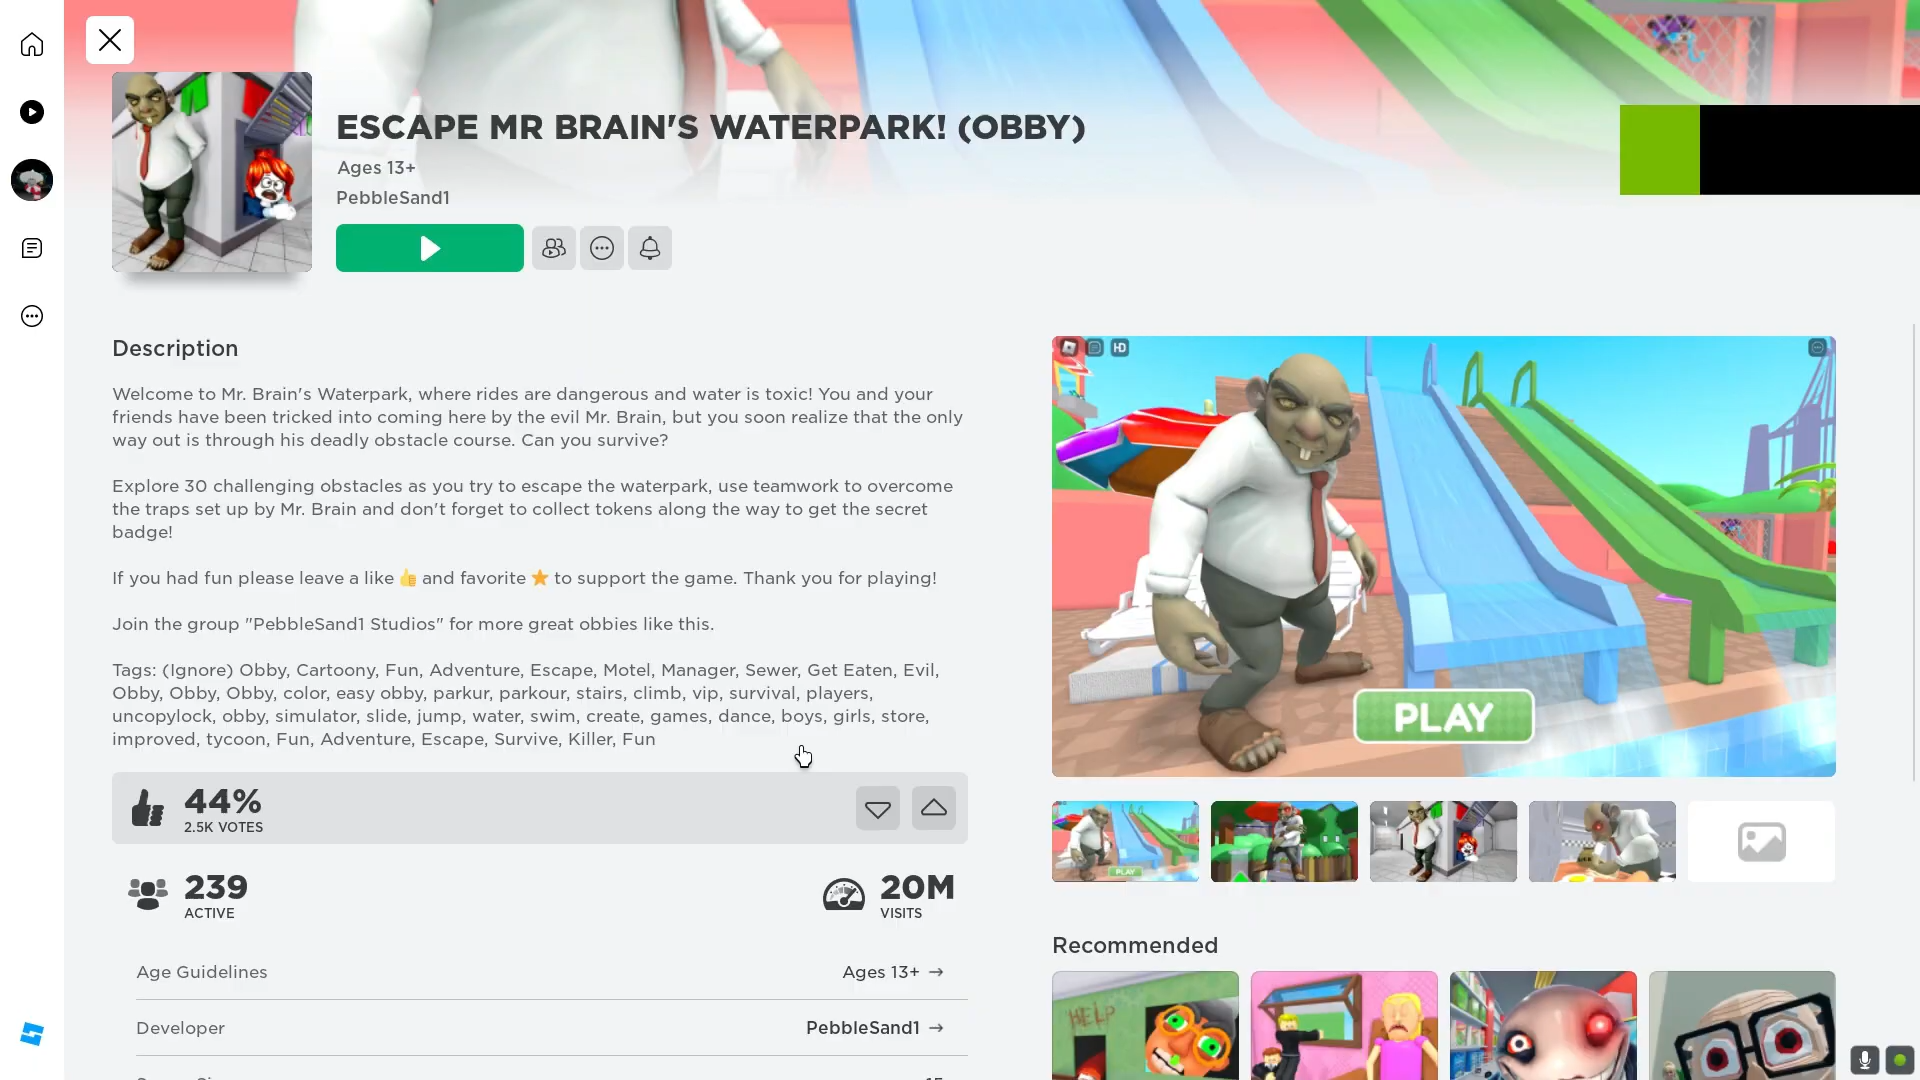 ESCAPE MR BRAIN'S WATERPARK! (OBBY)
Ages 13+
PebbleSand1
Description
Welcome to Mr. Brain's Waterpark, where rides are dangerous and water is toxic! You and your
friends have been tricked into coming here by the evil Mr. Brain, but you soon realize that the only
way out is through his deadly obstacle course. Can you survive?
Explore 30 challenging obstacles as you try to escape the waterpark, use teamwork to overcome
the traps set up by Mr. Brain and don't forget to collect tokens along the way to get the secret
badge!
If you had fun please leave a like 👍 and favorite ⭐ to support the game. Thank you for playing!
Join the group "PebbleSand1 Studios" for more great obbies like this.
Tags: (Ignore) Obby, Cartoony, Fun, Adventure, Escape, Motel, Manager, Sewer, Get Eaten, Evil,
Obby, Obby, Obby, color, easy obby, parkur, parkour, stairs, climb, vip, survival, players,
uncopylock, obby, simulator, slide, jump, water, swim, create, games, dance, boys, girls, store,
improved, tycoon, Fun, Adventure, Escape, Survive, Killer, Fun
44%
2.5K VOTES
239
ACTIVE
20M
VISITS
Age Guidelines
Ages 13+ →
Developer
PebbleSand1 →
HD
PLAY
PLAY
Recommended
HELP